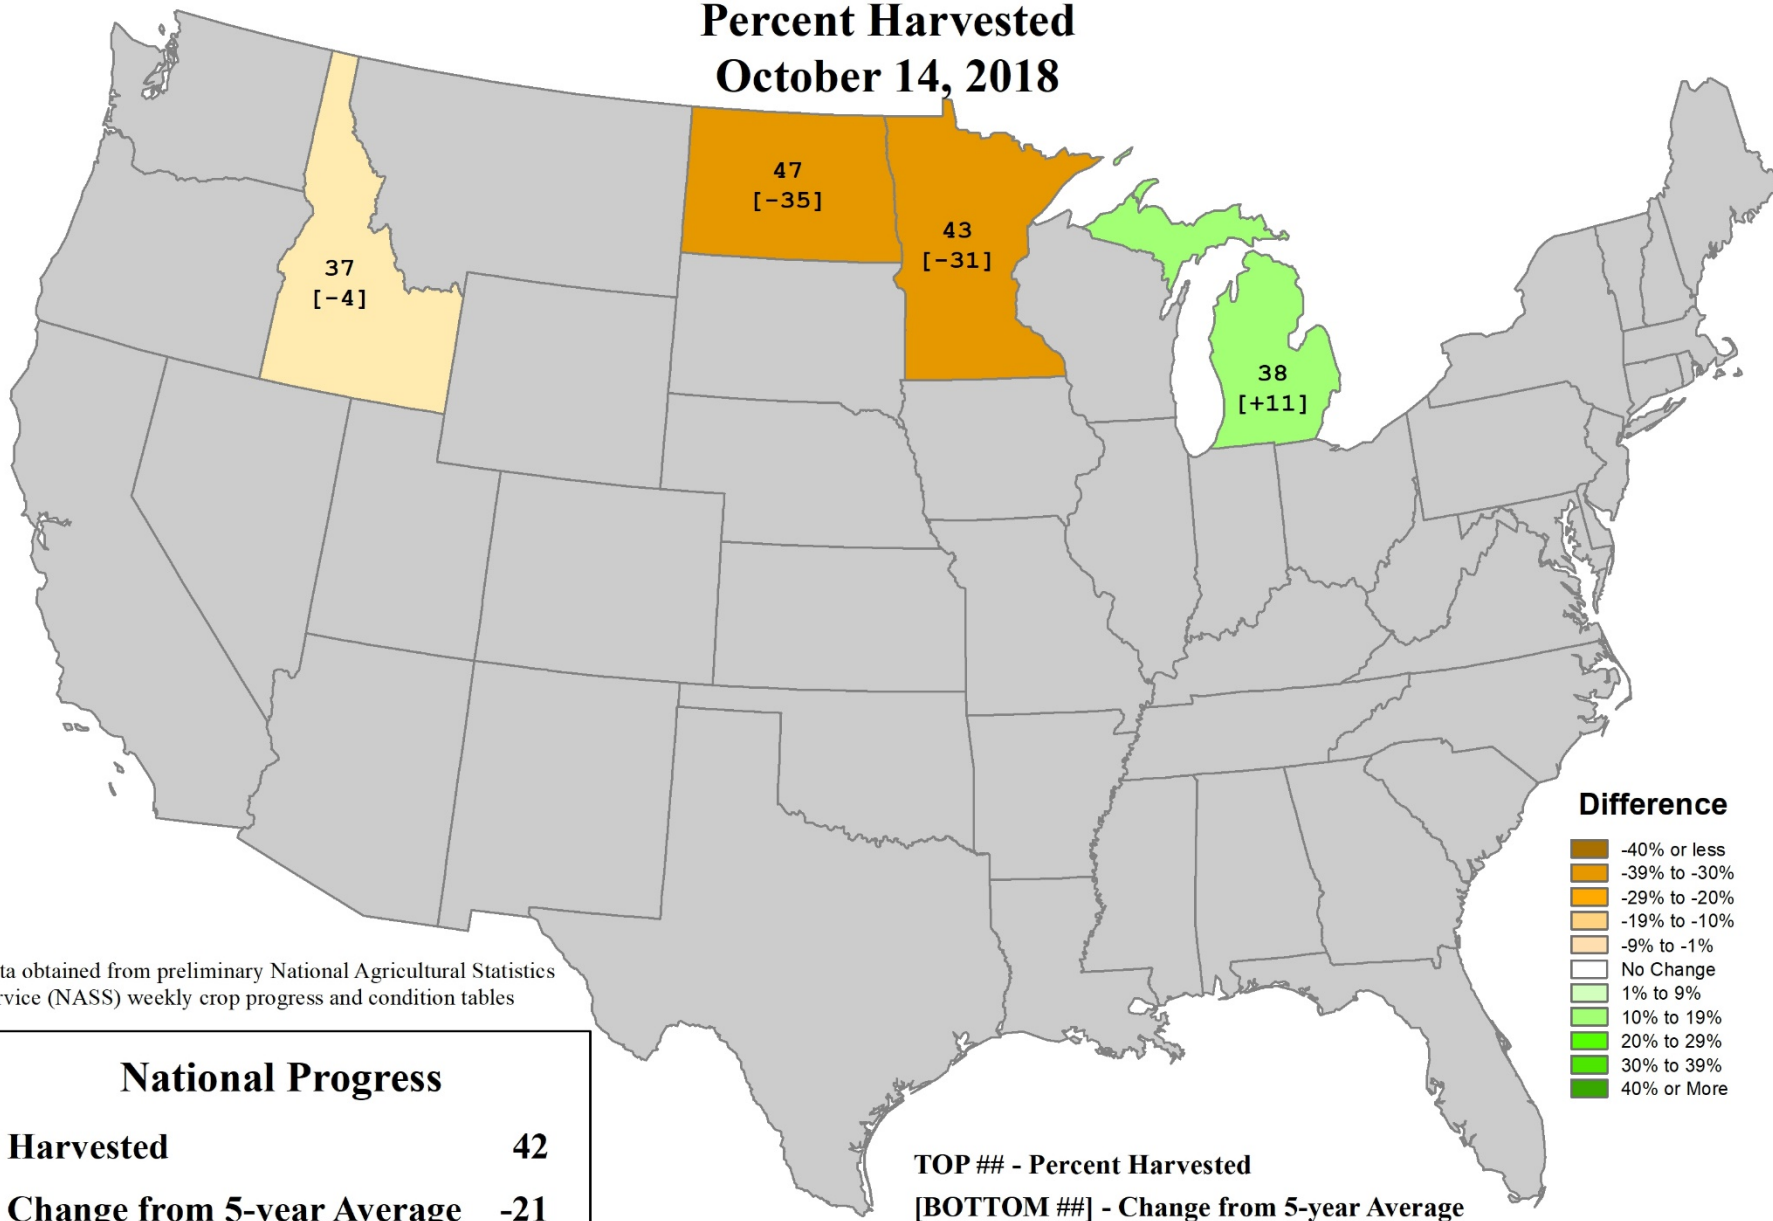 Percent Harvested
October 14, 2018
47
[-35]
43
[-31]
37
[-4]
38
[+11]
Difference
-40% or less
-39% to -30%
-29% to -20%
-19% to -10%
-9% to -1%
No Change
1% to 9%
10% to 19%
20% to 29%
30% to 39%
40% or More
ta obtained from preliminary National Agricultural Statistics
rvice (NASS) weekly crop progress and condition tables
National Progress
Harvested 42
Change from 5-year Average -21
TOP ## - Percent Harvested
[BOTTOM ##] - Change from 5-year Average